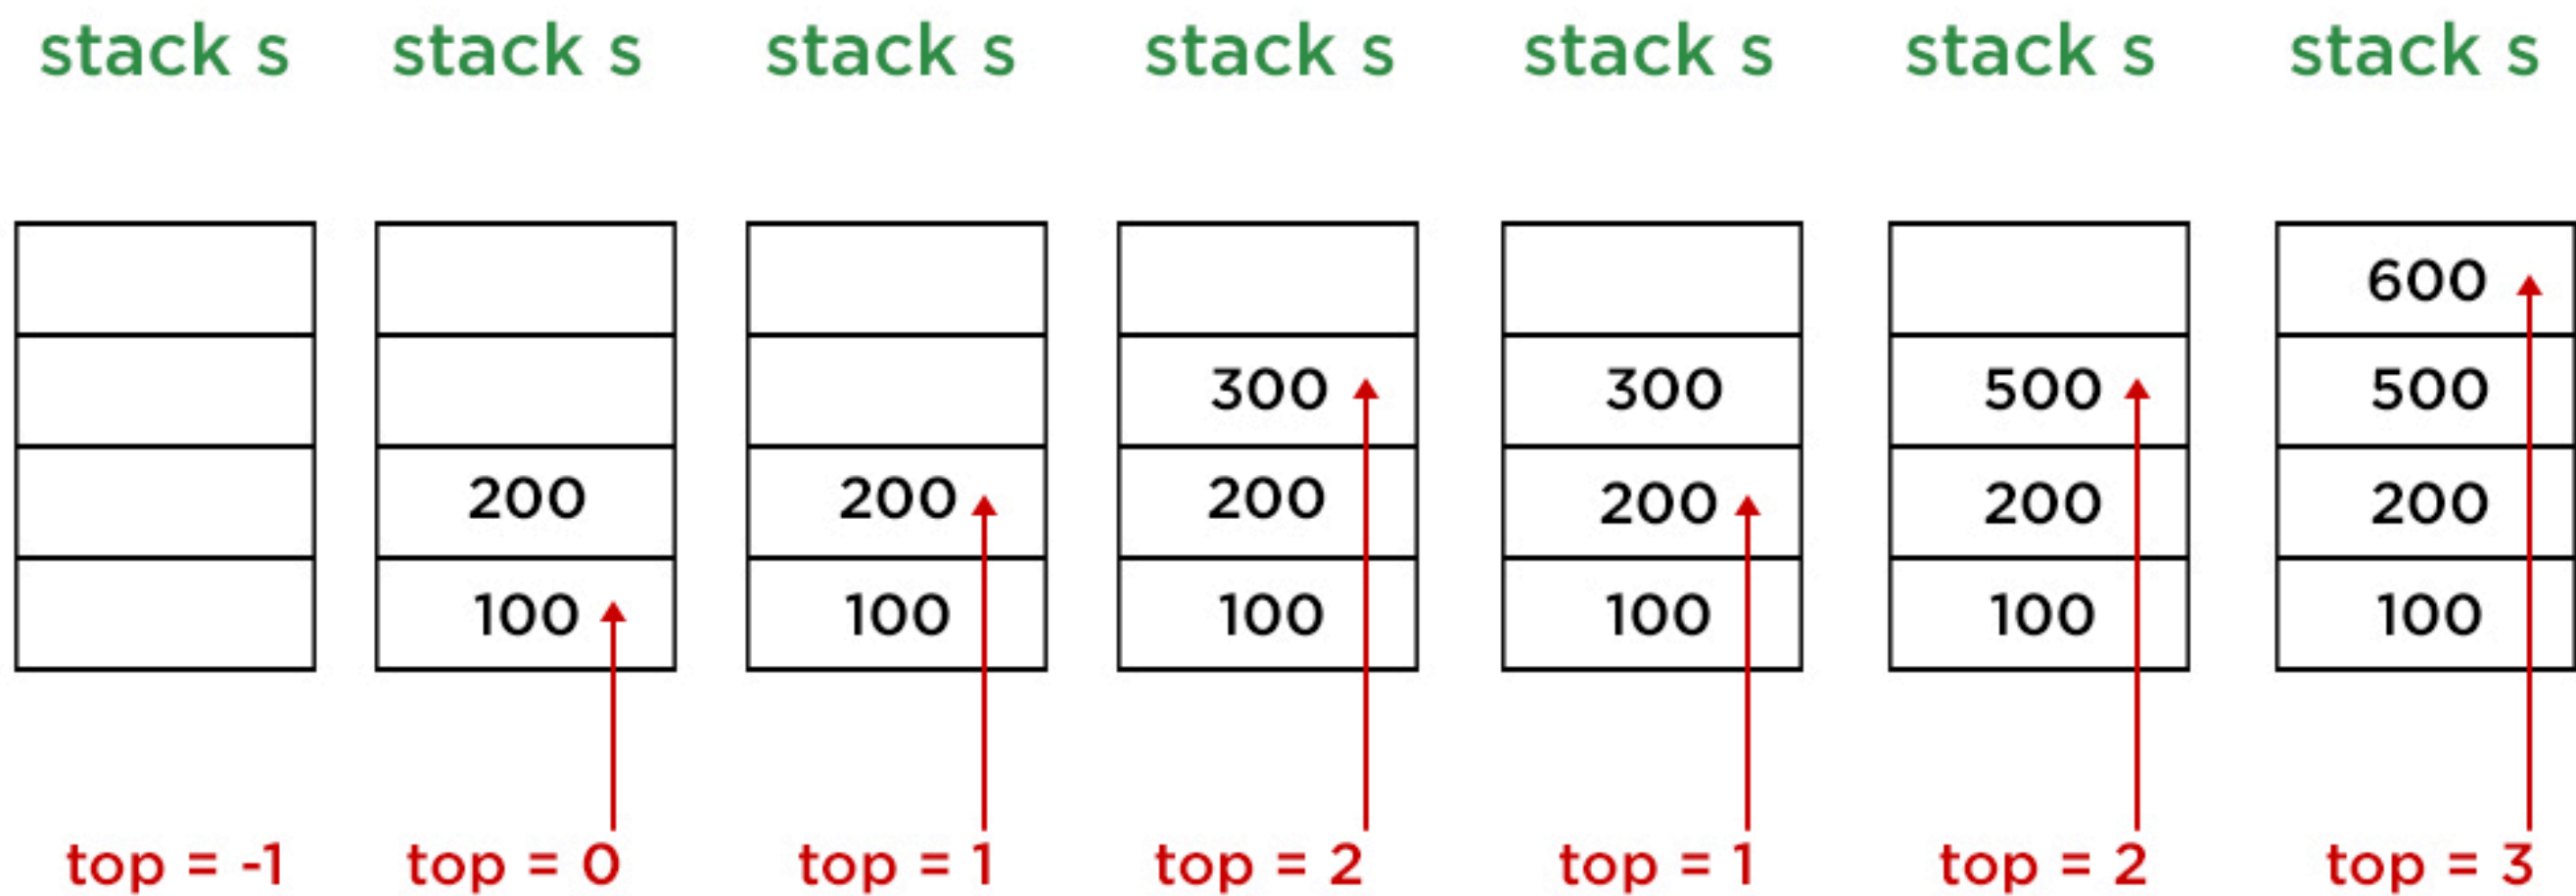 stack s stack s stack s stack s stack s stack s stack s
600
300 300 500 500
200 200 200 200 200 200
100 100 100 100 100 100
top = -1 top = 0 top = 1 top = 2 top = 1 top = 2 top = 3